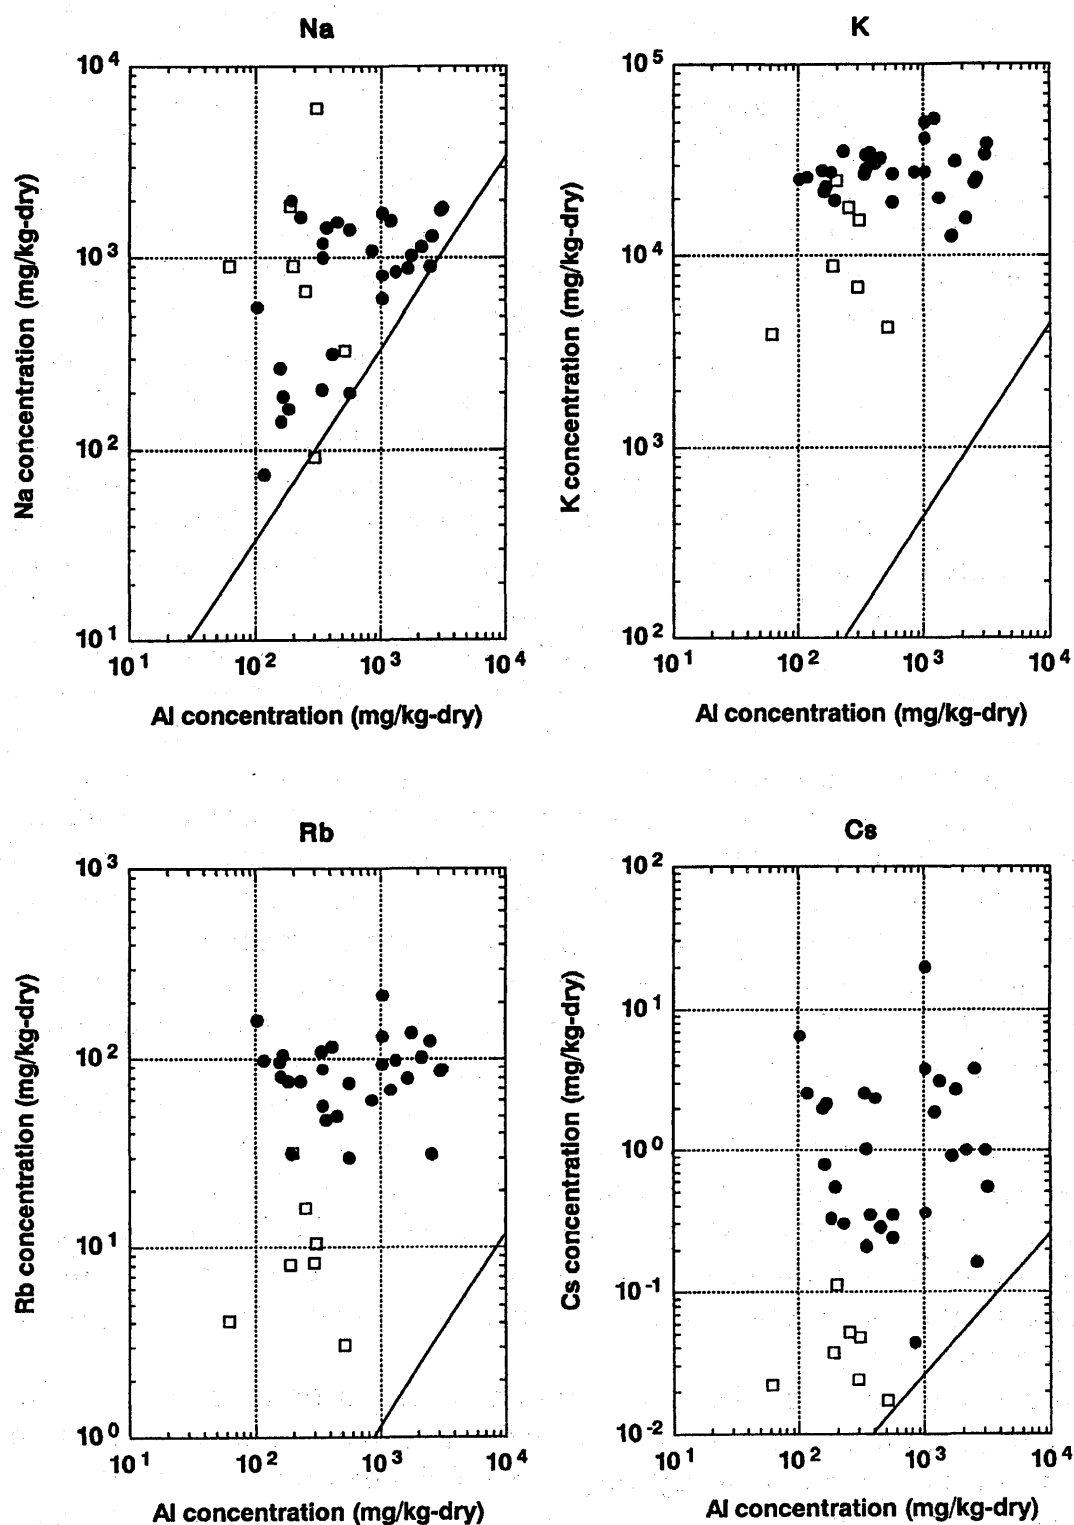 Na
10⁴
10³
10²
10¹
10¹ 10² 10³ 10⁴
Na concentration (mg/kg-dry)
Al concentration (mg/kg-dry)
K
10⁵
10⁴
10³
10²
10¹ 10² 10³ 10⁴
K concentration (mg/kg-dry)
Al concentration (mg/kg-dry)
Rb
10³
10²
10¹
10⁰
10¹ 10² 10³ 10⁴
Rb concentration (mg/kg-dry)
Al concentration (mg/kg-dry)
Cs
10²
10¹
10⁰
10⁻¹
10⁻²
10¹ 10² 10³ 10⁴
Cs concentration (mg/kg-dry)
Al concentration (mg/kg-dry)